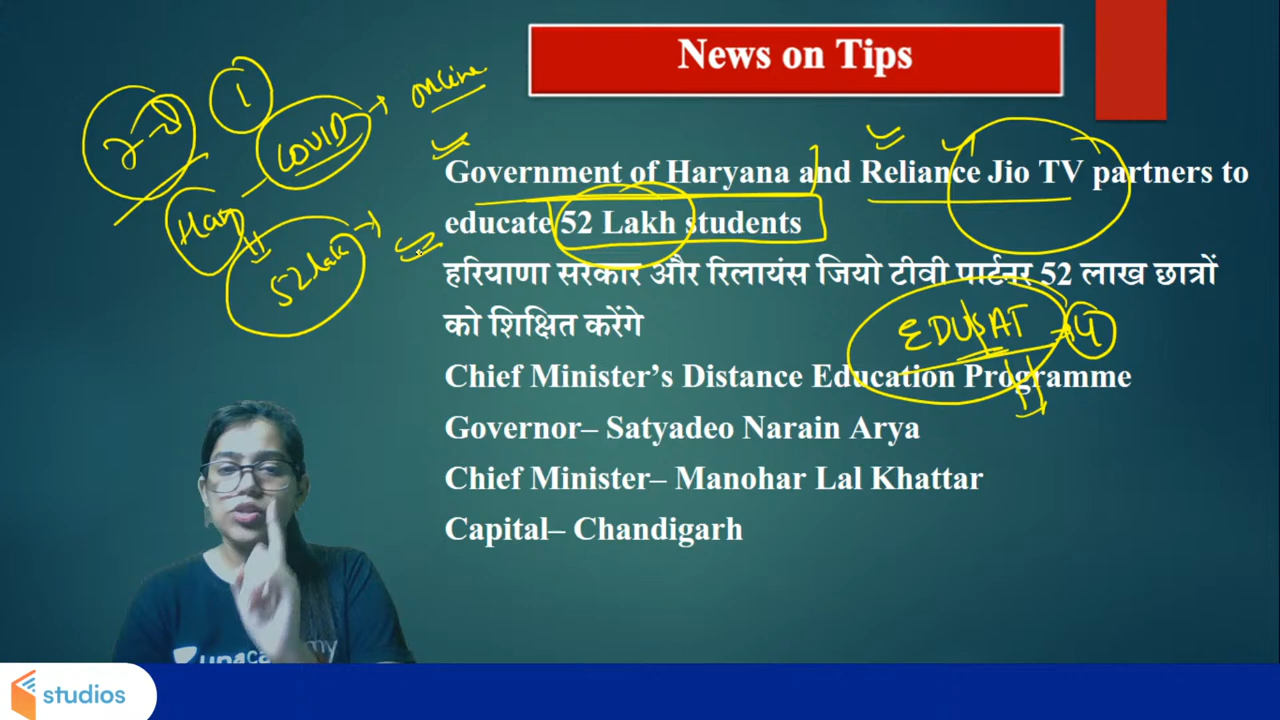 News on Tips
1
COVID
online
Government of Haryana and Reliance Jio TV partners to
educate 52 Lakh students
52 lakh
हरियाणा सरकार और रिलायंस जियो टीवी पार्टनर 52 लाख छात्रों
को शिक्षित करेंगे
EDUSAT
Chief Minister’s Distance Education Programme
Governor– Satyadeo Narain Arya
Chief Minister– Manohar Lal Khattar
Capital– Chandigarh
studios